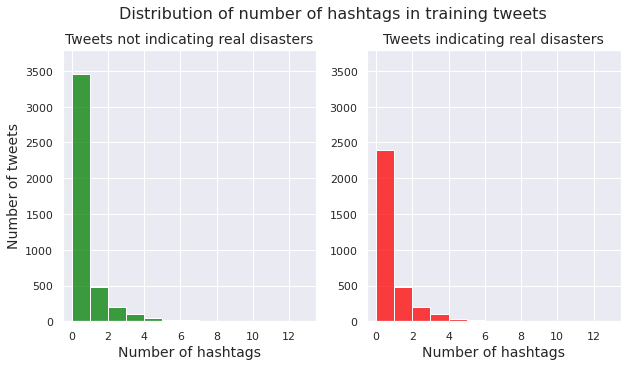 Distribution of number of hashtags in training tweets
Tweets not indicating real disasters
Tweets indicating real disasters
Number of tweets
3500
3000
2500
2000
1500
1000
500
0
0 2 4 6 8 10 12
Number of hashtags
3500
3000
2500
2000
1500
1000
500
0
0 2 4 6 8 10 12
Number of hashtags